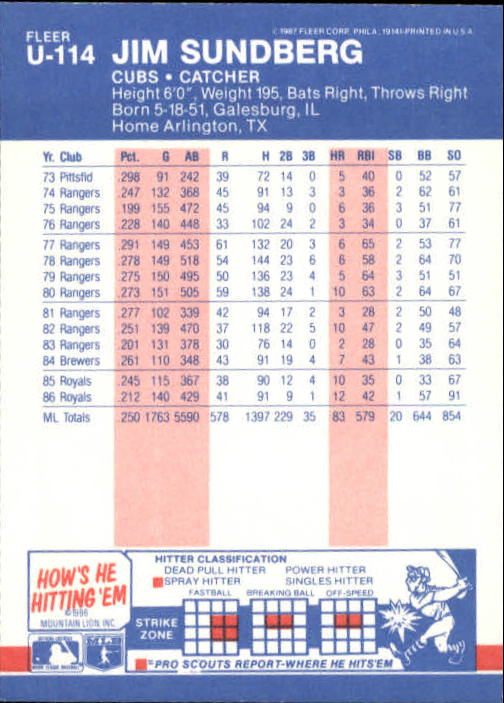 © 1987 FLEER CORP. PHILA. 19141-PRINTED IN U.S.A.
FLEER
U-114 JIM SUNDBERG
CUBS • CATCHER
Height 6'0", Weight 195, Bats Right, Throws Right
Born 5-18-51, Galesburg, IL
Home Arlington, TX
Yr. Club Pct. G AB R H 2B 3B HR RBI SB BB SO
73 Pittsfld .298 91 242 39 72 14 0 5 40 0 52 57
74 Rangers .247 132 368 45 91 13 3 3 36 2 62 61
75 Rangers .199 155 472 45 94 9 0 6 36 3 51 77
76 Rangers .228 140 448 33 102 24 2 3 34 0 37 61
77 Rangers .291 149 453 61 132 20 3 6 65 2 53 77
78 Rangers .278 149 518 54 144 23 6 6 58 2 64 70
79 Rangers .275 150 495 50 136 23 4 5 64 3 51 51
80 Rangers .273 151 505 59 138 24 1 10 63 2 64 67
81 Rangers .277 102 339 42 94 17 2 3 28 2 50 48
82 Rangers .251 139 470 37 118 22 5 10 47 2 49 57
83 Rangers .201 131 378 30 76 14 0 2 28 0 35 64
84 Brewers .261 110 348 43 91 19 4 7 43 1 38 63
85 Royals .245 115 367 38 90 12 4 10 35 0 33 67
86 Royals .212 140 429 41 91 9 1 12 42 1 57 91
ML Totals .250 1763 5590 578 1397 229 35 83 579 20 644 854
HOW'S HE
HITTING 'EM
©1986
MOUNTAIN LION, INC.
HITTER CLASSIFICATION
DEAD PULL HITTER POWER HITTER
SPRAY HITTER SINGLES HITTER
FASTBALL BREAKING BALL OFF-SPEED
STRIKE
ZONE
=PRO SCOUTS REPORT-WHERE HE HITS'EM